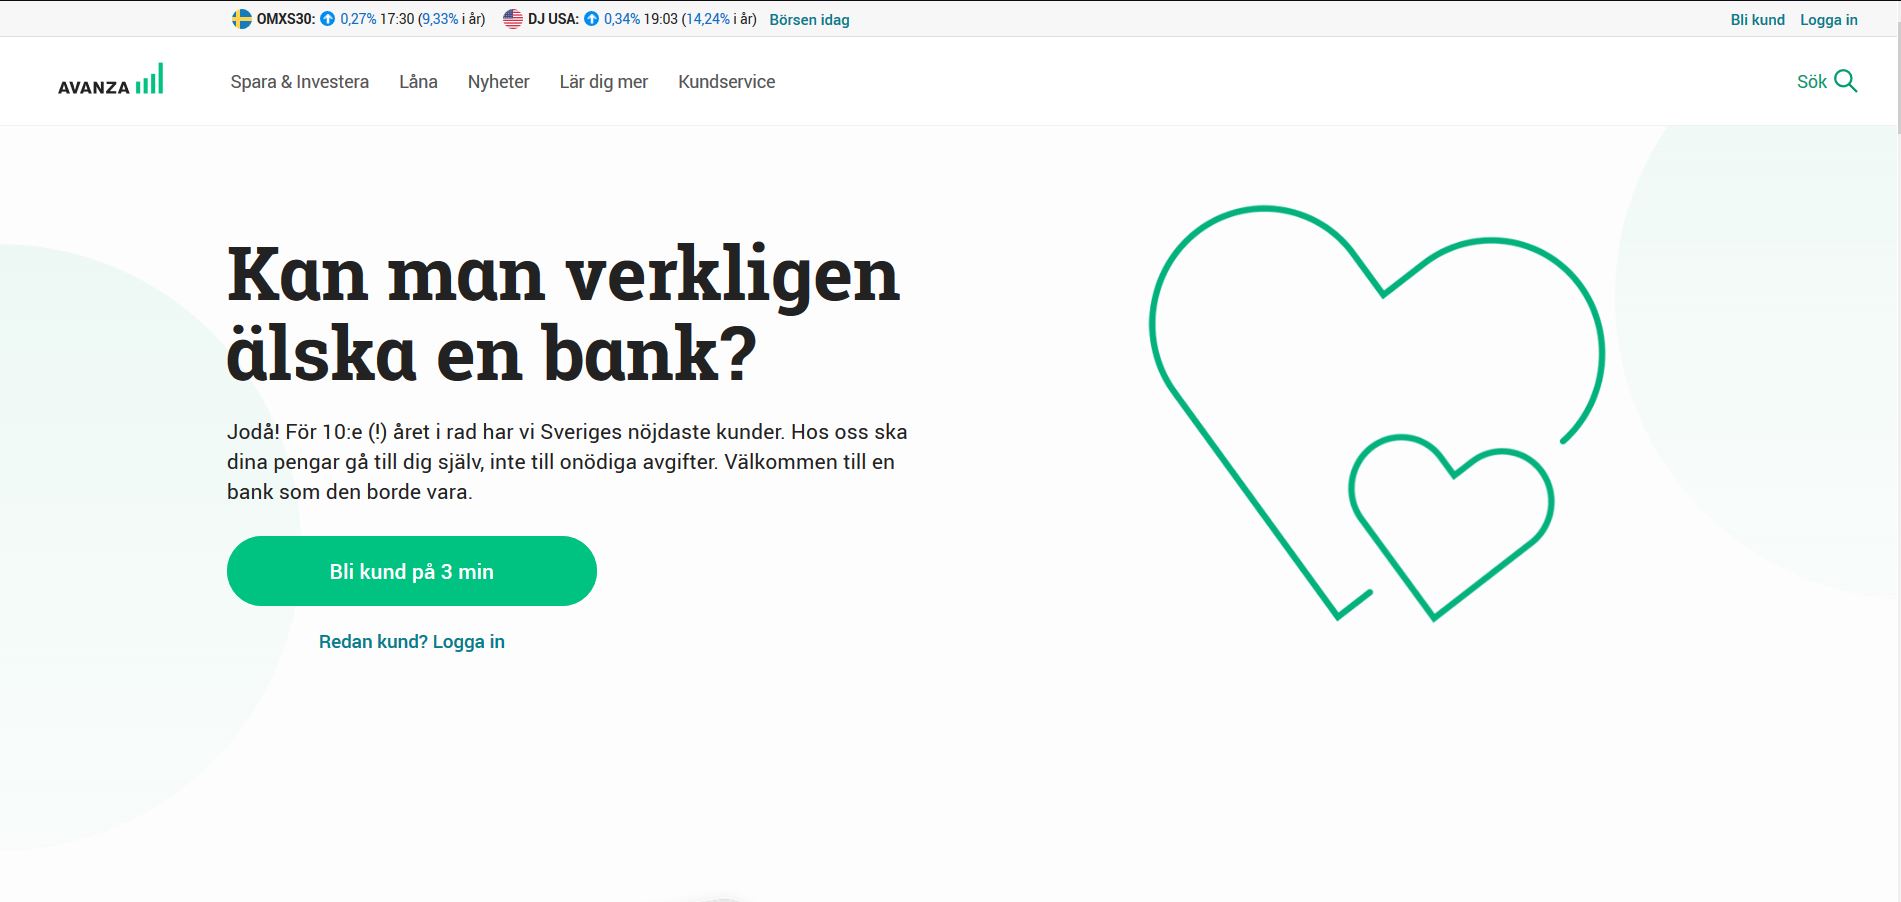 OMXS30: 0,27% 17:30 (9,33% i år) DJ USA: 0,34% 19:03 (14,24% i år) Börsen idag Bli kund Logga in
AVANZA Spara & Investera Låna Nyheter Lär dig mer Kundservice Sök
Kan man verkligen
älska en bank?
Jodå! För 10:e (!) året i rad har vi Sveriges nöjdaste kunder. Hos oss ska
dina pengar gå till dig själv, inte till onödiga avgifter. Välkommen till en
bank som den borde vara.
Bli kund på 3 min
Redan kund? Logga in